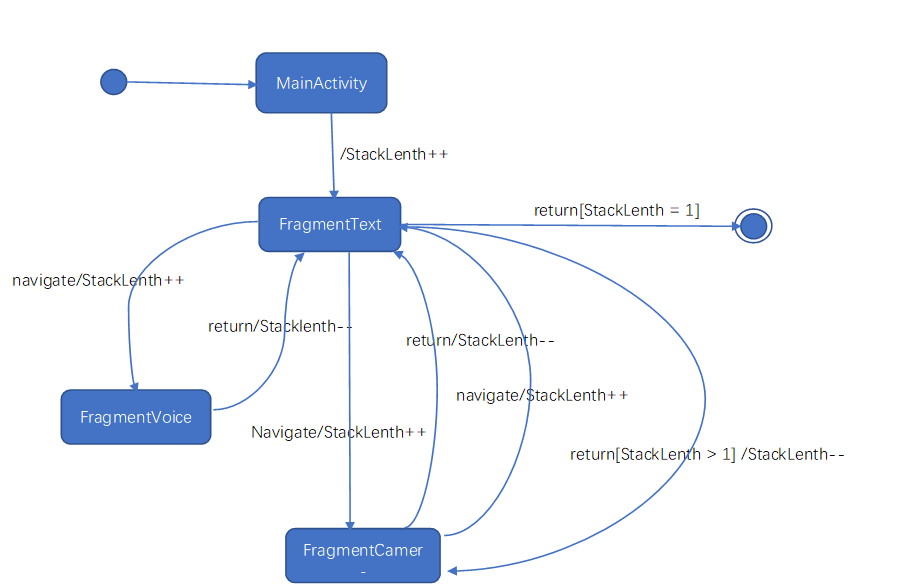 MainActivity
/StackLenth++
return[StackLenth = 1]
FragmentText
navigate/StackLenth++
return/Stacklenth--
return/StackLenth--
navigate/StackLenth++
FragmentVoice
Navigate/StackLenth++
return[StackLenth > 1] /StackLenth--
FragmentCamer
-